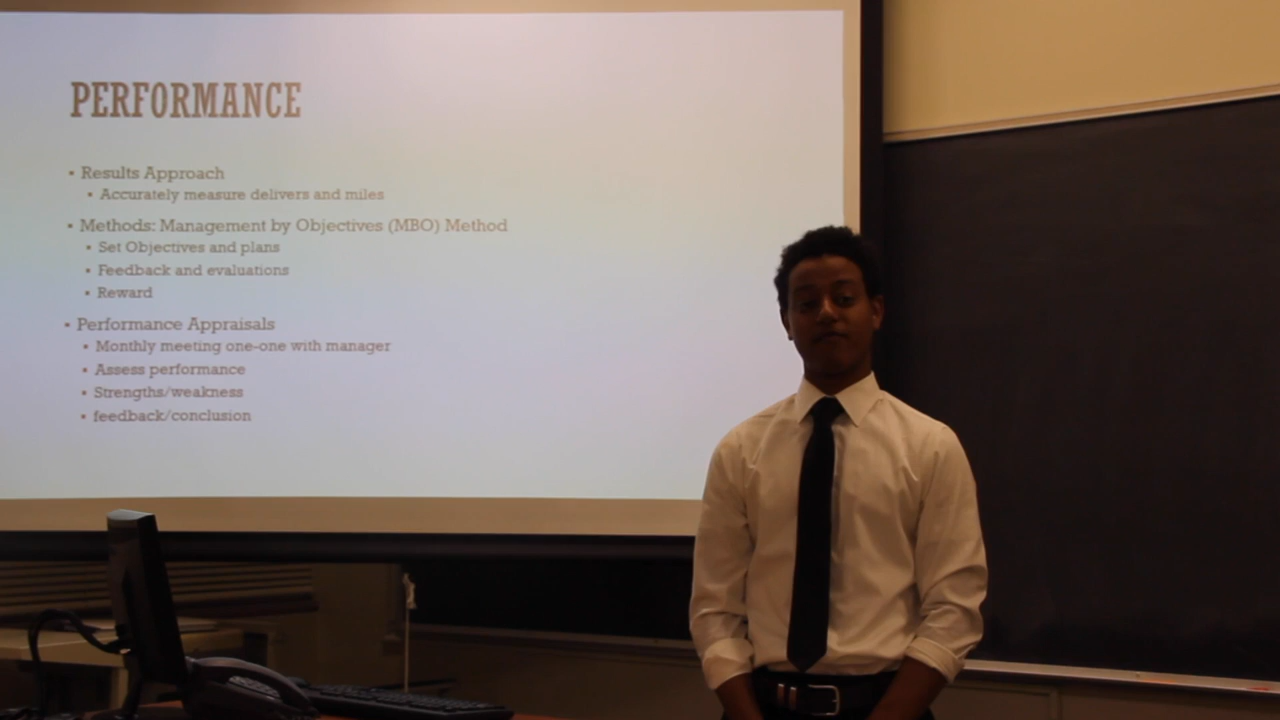 PERFORMANCE
Results Approach
Accurately measure delivers and miles
Methods: Management by Objectives (MBO) Method
Set Objectives and plans
Feedback and evaluations
Reward
Performance Appraisals
Monthly meeting one-one with manager
Assess performance
Strengths/weakness
feedback/conclusion